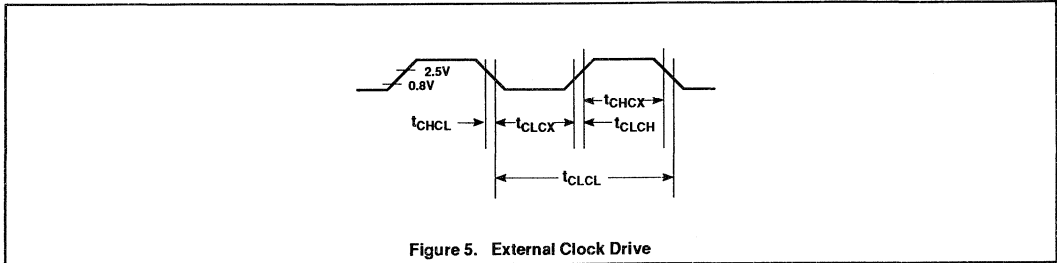 2.5V
0.8V
tCHCX
tCHCL tCLCX tCLCH
tCLCL
Figure 5. External Clock Drive